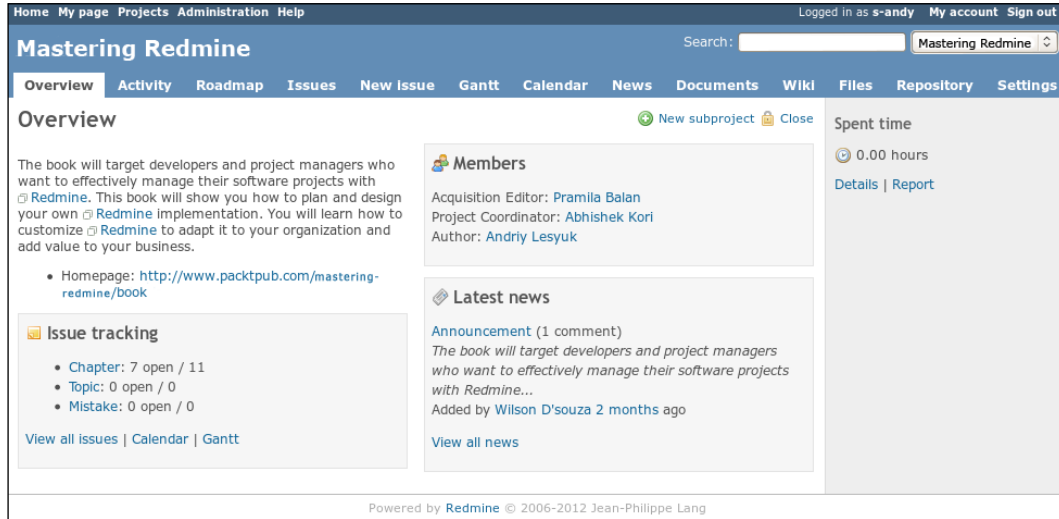 Home My page Projects Administration Help
Logged in as s-andy My account Sign out
Mastering Redmine
Search:
Mastering Redmine
Overview Activity Roadmap Issues New issue Gantt Calendar News Documents Wiki Files Repository Settings
Overview
New subproject Close
The book will target developers and project managers who
want to effectively manage their software projects with
Redmine. This book will show you how to plan and design
your own Redmine implementation. You will learn how to
customize Redmine to adapt it to your organization and
add value to your business.
• Homepage: http://www.packtpub.com/mastering-
redmine/book
Issue tracking
• Chapter: 7 open / 11
• Topic: 0 open / 0
• Mistake: 0 open / 0
View all issues | Calendar | Gantt
Members
Acquisition Editor: Pramila Balan
Project Coordinator: Abhishek Kori
Author: Andriy Lesyuk
Latest news
Announcement (1 comment)
The book will target developers and project managers
who want to effectively manage their software projects
with Redmine...
Added by Wilson D'souza 2 months ago
View all news
Spent time
0.00 hours
Details | Report
Powered by Redmine © 2006-2012 Jean-Philippe Lang